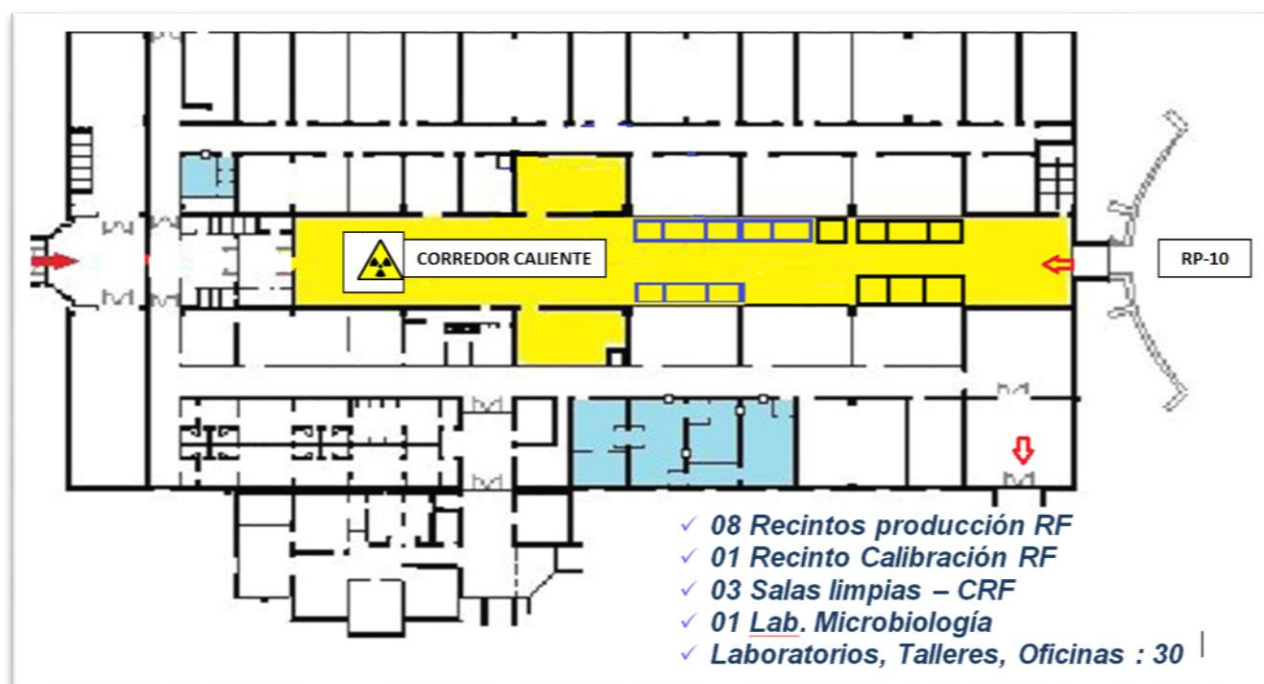 CORREDOR CALIENTE
RP-10
✓ 08 Recintos producción RF
✓ 01 Recinto Calibración RF
✓ 03 Salas limpias – CRF
✓ 01 Lab. Microbiología
✓ Laboratorios, Talleres, Oficinas : 30